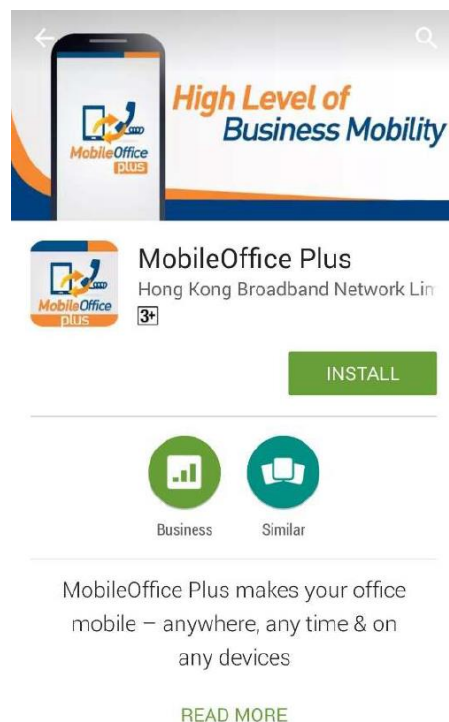 High Level of
Business Mobility
MobileOffice
plus
MobileOffice Plus
Hong Kong Broadband Network Lim
MobileOffice
plus
3+
INSTALL
Business
Similar
MobileOffice Plus makes your office
mobile – anywhere, any time & on
any devices
READ MORE